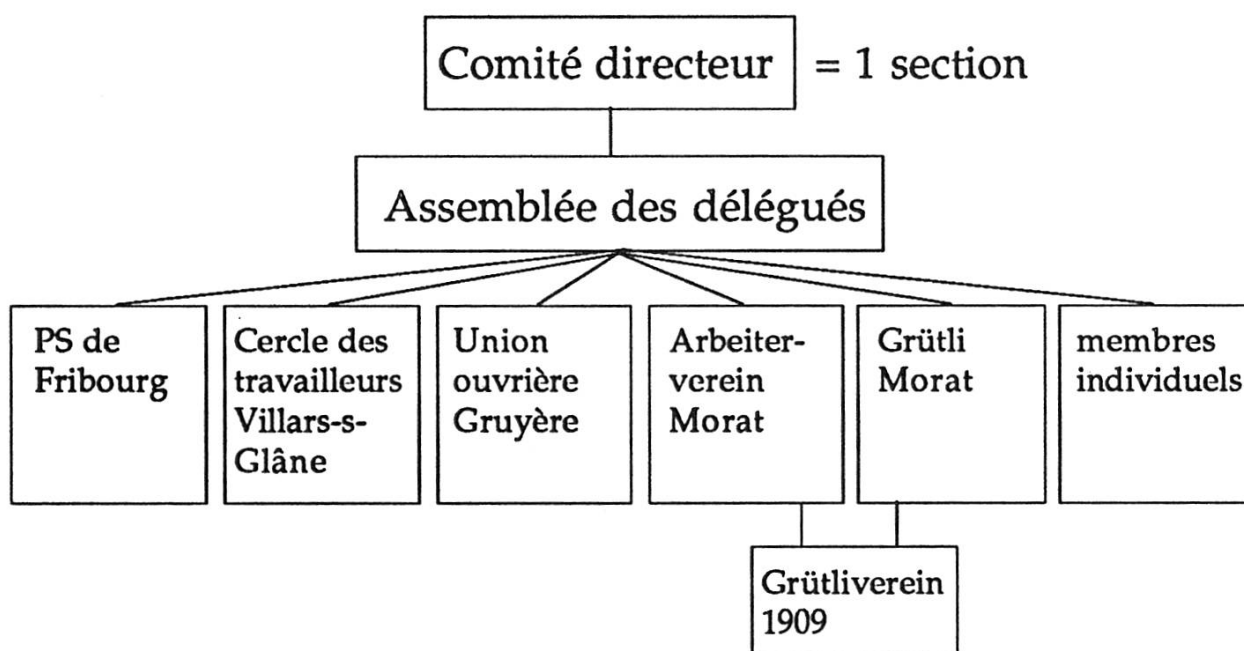 Comité directeur = 1 section
Assemblée des délégués
PS de
Fribourg
Cercle des
travailleurs
Villars-s-
Glâne
Union
ouvrière
Gruyère
Arbeiter-
verein
Morat
Grütli
Morat
membres
individuels
Grütliverein
1909